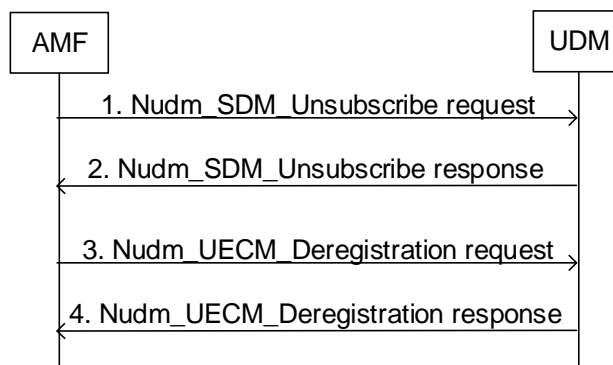 AMF
UDM
1. Nudm_SDM_Unsubscribe request
2. Nudm_SDM_Unsubscribe response
3. Nudm_UECM_Deregistration request
4. Nudm_UECM_Deregistration response